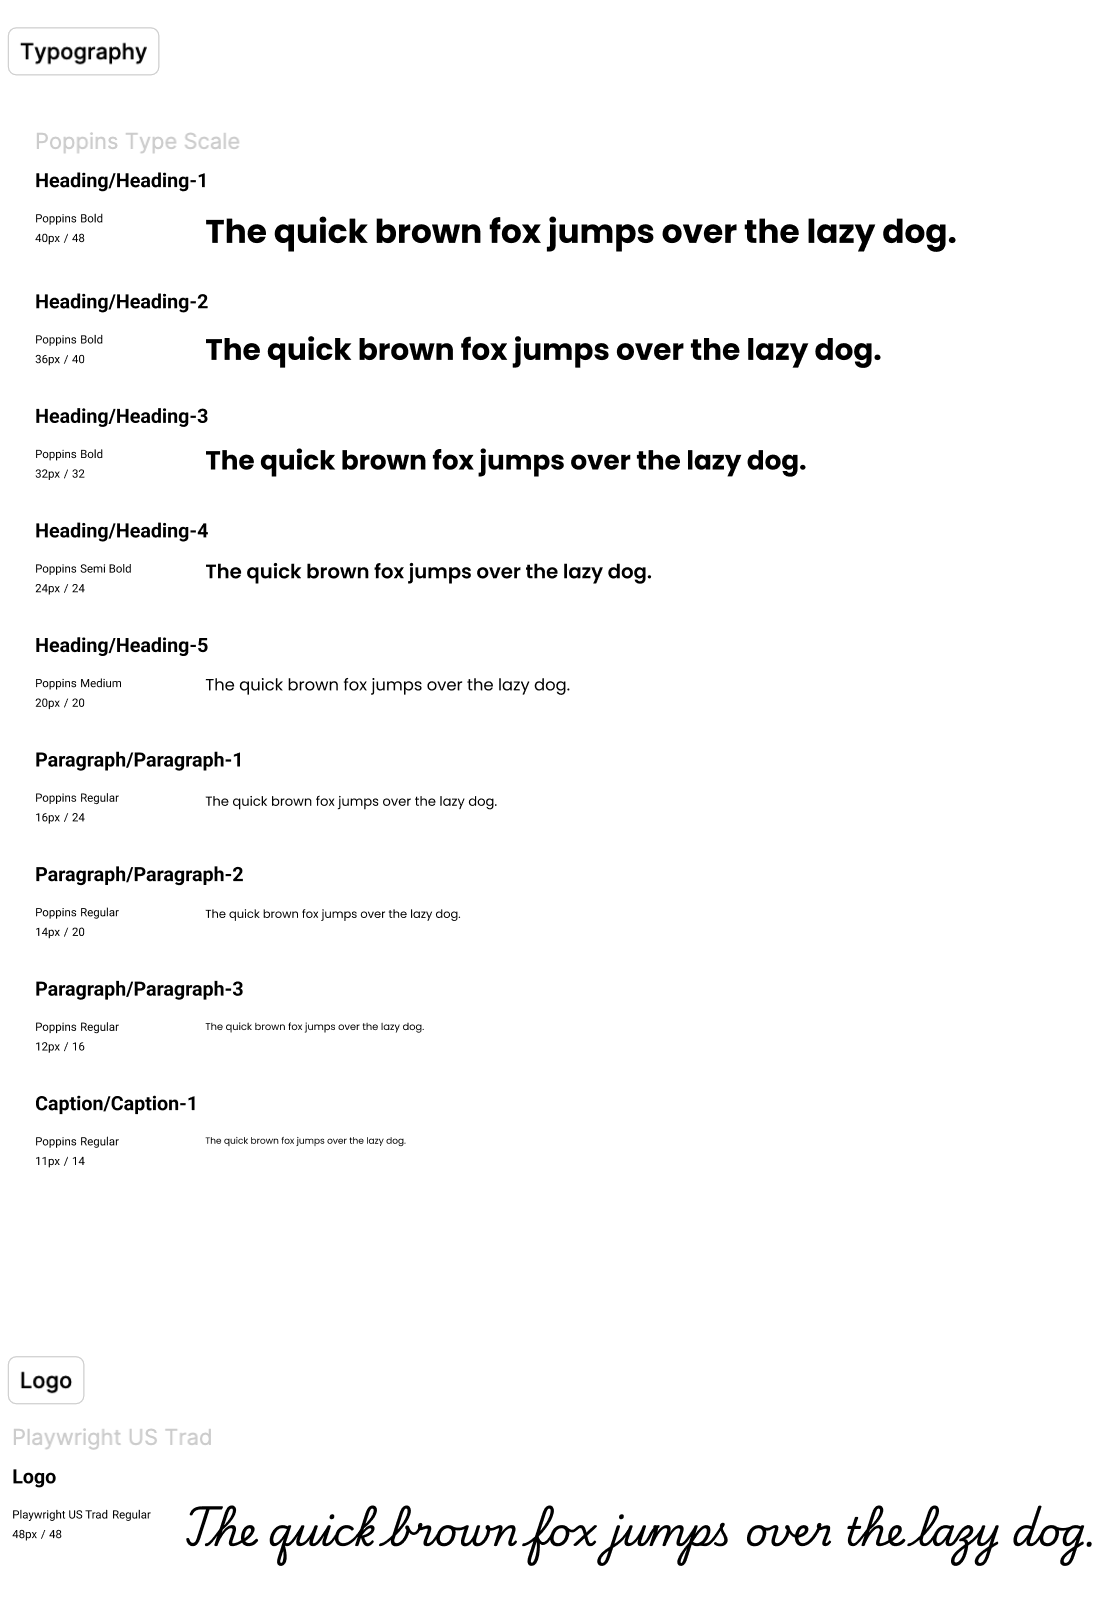 Typography
Poppins Type Scale
Heading/Heading-1
Poppins Bold
40px / 48
The quick brown fox jumps over the lazy dog.
Heading/Heading-2
Poppins Bold
36px / 40
The quick brown fox jumps over the lazy dog.
Heading/Heading-3
Poppins Bold
32px / 32
The quick brown fox jumps over the lazy dog.
Heading/Heading-4
Poppins Semi Bold
24px / 24
The quick brown fox jumps over the lazy dog.
Heading/Heading-5
Poppins Medium
20px / 20
The quick brown fox jumps over the lazy dog.
Paragraph/Paragraph-1
Poppins Regular
16px / 24
The quick brown fox jumps over the lazy dog.
Paragraph/Paragraph-2
Poppins Regular
14px / 20
The quick brown fox jumps over the lazy dog.
Paragraph/Paragraph-3
Poppins Regular
12px / 16
The quick brown fox jumps over the lazy dog.
Caption/Caption-1
Poppins Regular
11px / 14
The quick brown fox jumps over the lazy dog.
Logo
Playwright US Trad
Logo
Playwright US Trad Regular
48px / 48
The quick brown fox jumps over the lazy dog.